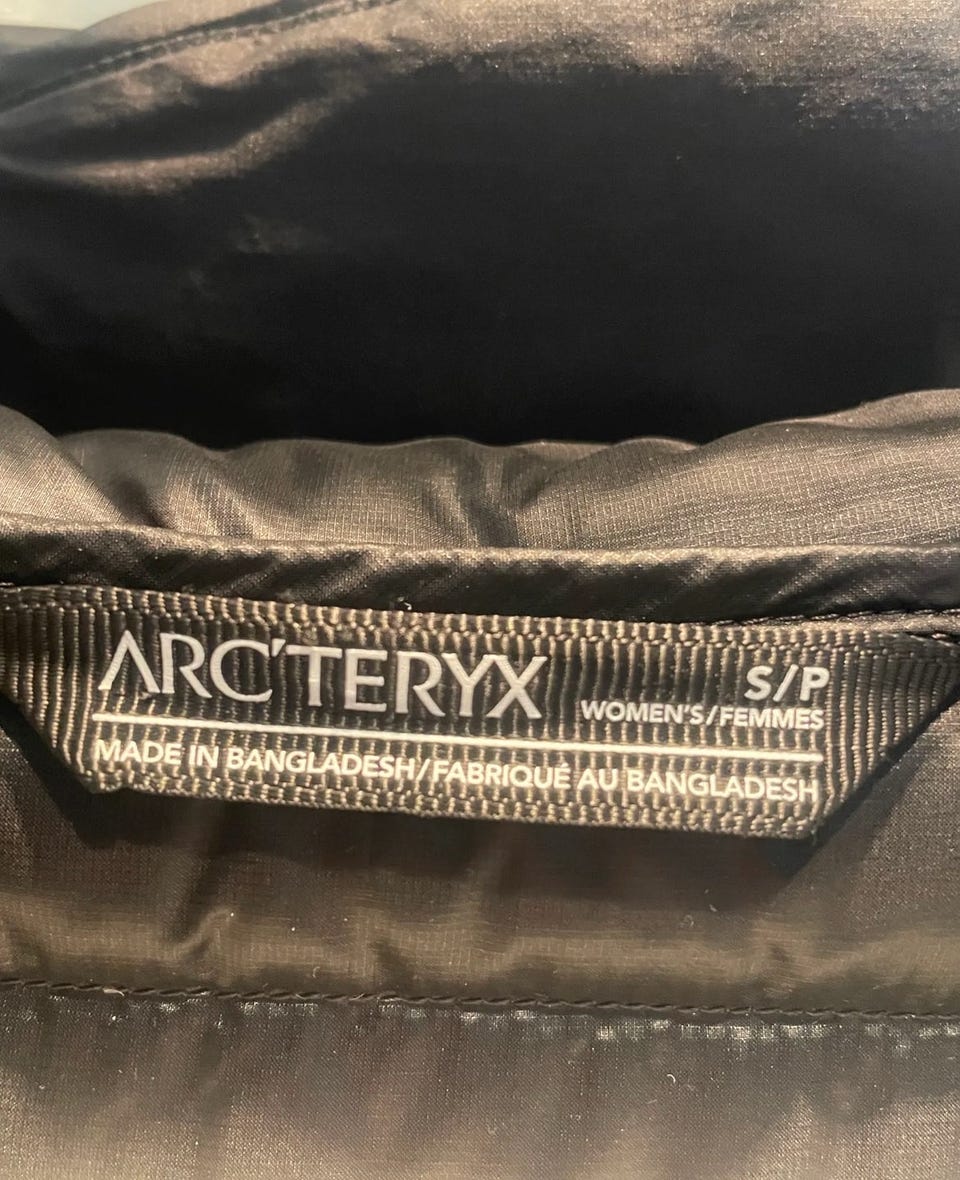 ARC'TERYX S/P
WOMEN'S/FEMMES
MADE IN BANGLADESH/FABRIQUÉ AU BANGLADESH